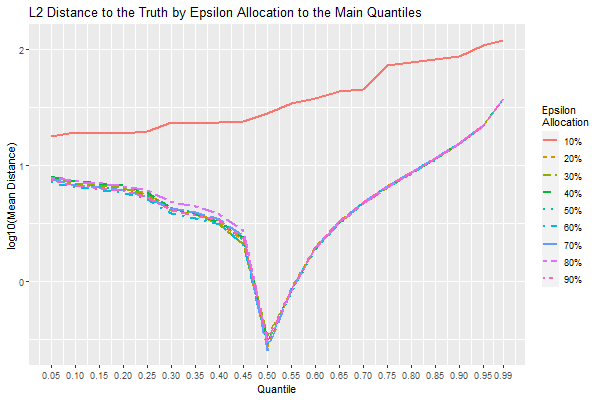 L2 Distance to the Truth by Epsilon Allocation to the Main Quantiles
log10(Mean Distance)
2
1
0
0.05 0.10 0.15 0.20 0.25 0.30 0.35 0.40 0.45 0.50 0.55 0.60 0.65 0.70 0.75 0.80 0.85 0.90 0.95 0.99
Quantile
Epsilon
Allocation
10%
20%
30%
40%
50%
60%
70%
80%
90%